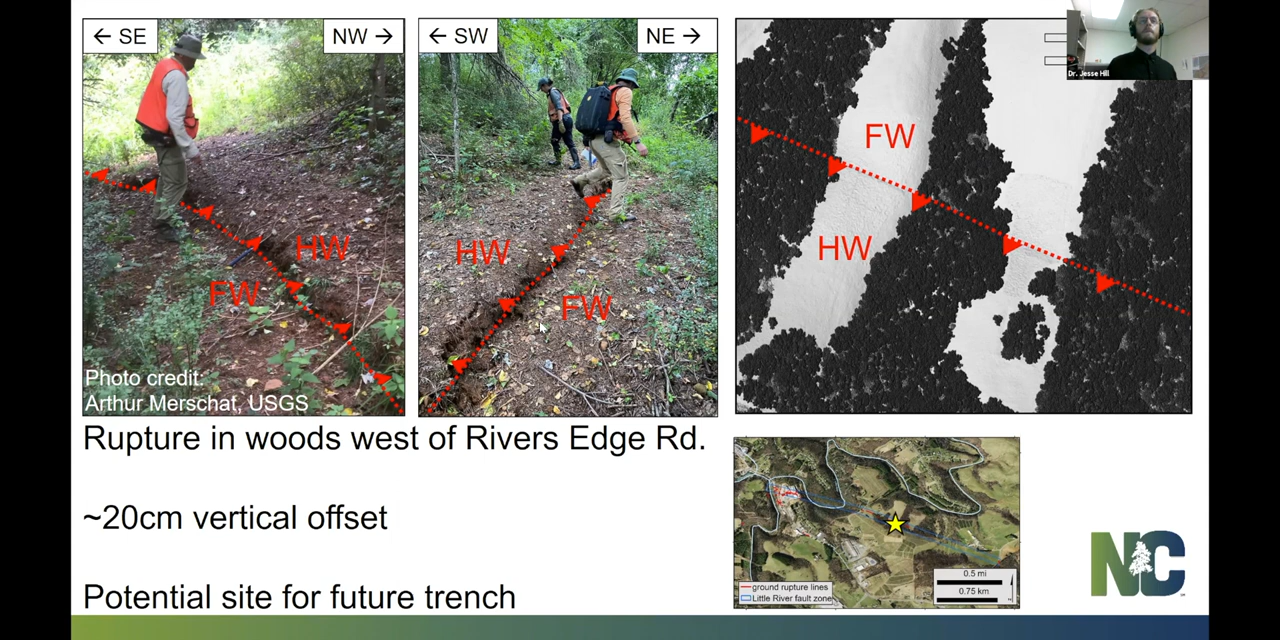 ← SE
NW →
HW
FW
Photo credit:
Arthur Merschat, USGS
← SW
NE →
HW
FW
FW
HW
Dr. Jesse Hill
Rupture in woods west of Rivers Edge Rd.
~20cm vertical offset
Potential site for future trench
ground rupture lines
Little River fault zone
0.5 mi
0.75 km
NC